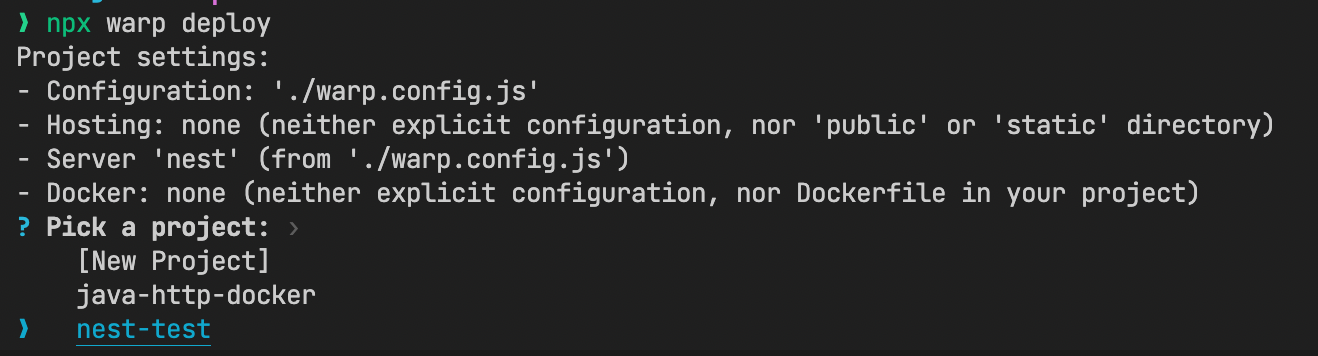 ❱ npx warp deploy
Project settings:
- Configuration: './warp.config.js'
- Hosting: none (neither explicit configuration, nor 'public' or 'static' directory)
- Server 'nest' (from './warp.config.js')
- Docker: none (neither explicit configuration, nor Dockerfile in your project)
? Pick a project: ›
[New Project]
java-http-docker
❱ nest-test